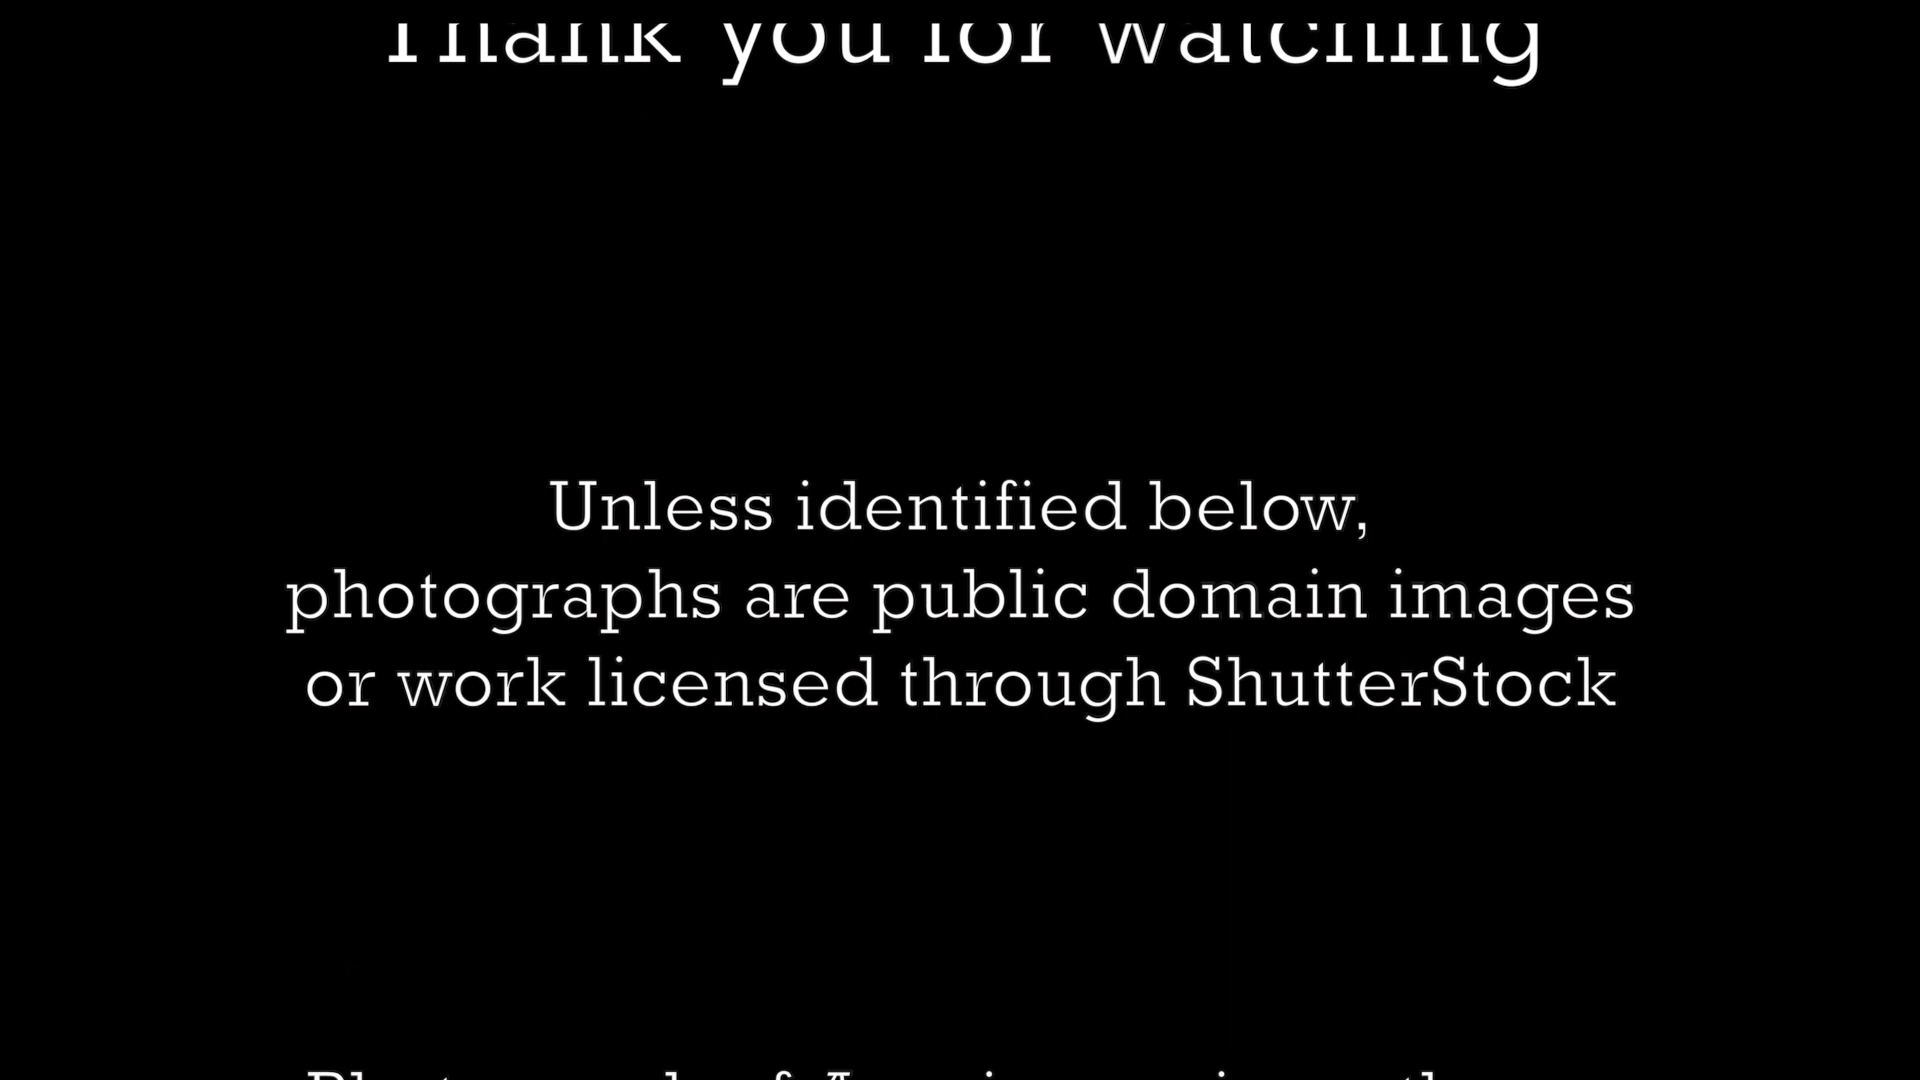 Thank you for watching
Unless identified below,
photographs are public domain images
or work licensed through ShutterStock